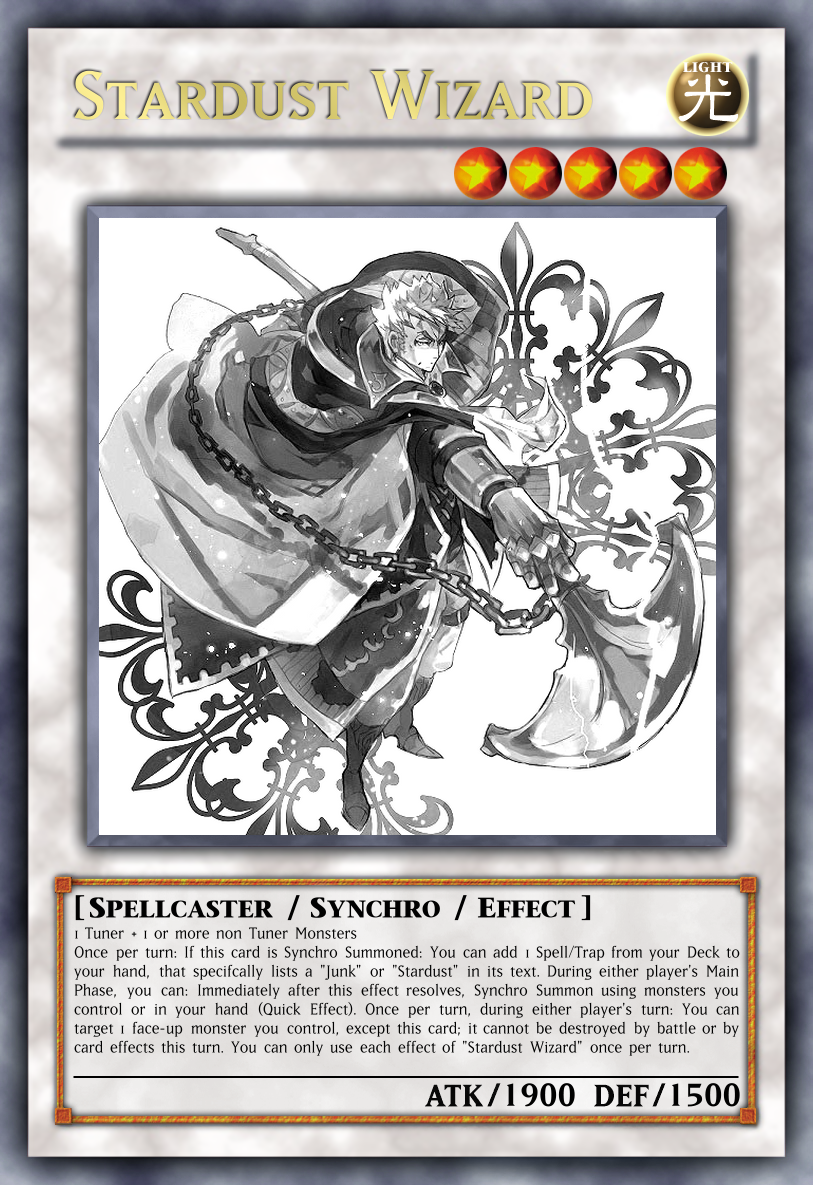 Stardust Wizard
LIGHT
光
[ Spellcaster / Synchro / Effect ]
1 Tuner + 1 or more non Tuner Monsters
Once per turn: If this card is Synchro Summoned: You can add 1 Spell/Trap from your Deck to
your hand, that specifcally lists a "Junk" or "Stardust" in its text. During either player's Main
Phase, you can: Immediately after this effect resolves, Synchro Summon using monsters you
control or in your hand (Quick Effect). Once per turn, during either player's turn: You can
target 1 face-up monster you control, except this card; it cannot be destroyed by battle or by
card effects this turn. You can only use each effect of "Stardust Wizard" once per turn.
ATK/1900 DEF/1500